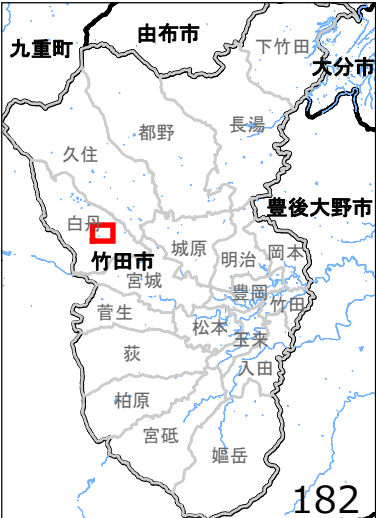 由布市
九重町
下竹田
大分市
都野
長湯
久住
白丹
豊後大野市
城原
明治
岡本
竹田市
宮城
豊岡
竹田
菅生
松本
玉来
荻
入田
柏原
宮砥
嫗岳
182